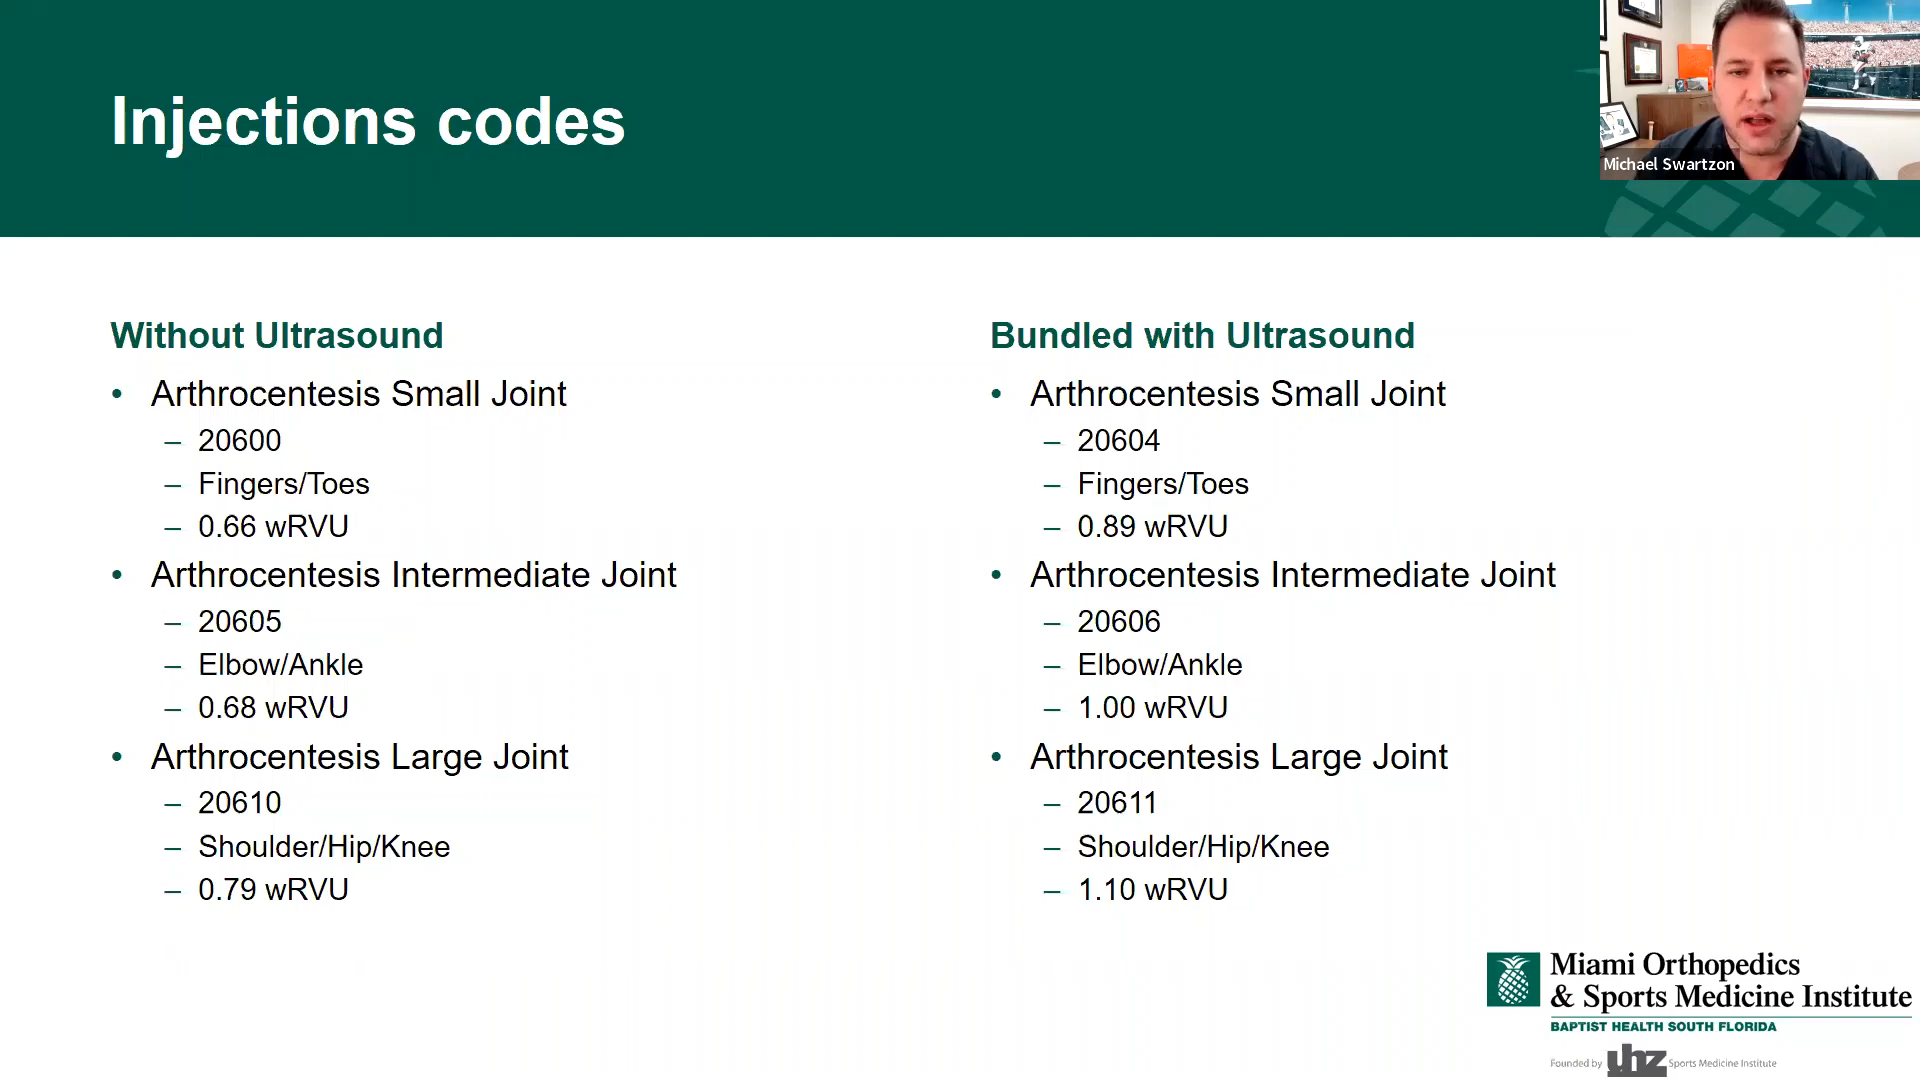 Injections codes
Michael Swartzon
Without Ultrasound
• Arthrocentesis Small Joint
– 20600
– Fingers/Toes
– 0.66 wRVU
• Arthrocentesis Intermediate Joint
– 20605
– Elbow/Ankle
– 0.68 wRVU
• Arthrocentesis Large Joint
– 20610
– Shoulder/Hip/Knee
– 0.79 wRVU
Bundled with Ultrasound
• Arthrocentesis Small Joint
– 20604
– Fingers/Toes
– 0.89 wRVU
• Arthrocentesis Intermediate Joint
– 20606
– Elbow/Ankle
– 1.00 wRVU
• Arthrocentesis Large Joint
– 20611
– Shoulder/Hip/Knee
– 1.10 wRVU
Miami Orthopedics
& Sports Medicine Institute
BAPTIST HEALTH SOUTH FLORIDA
Founded by uhz Sports Medicine Institute